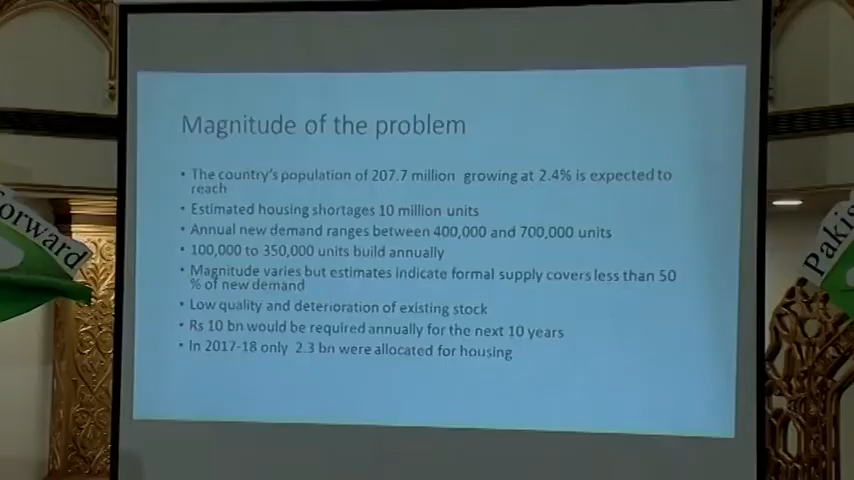 Magnitude of the problem
• The country's population of 207.7 million growing at 2.4% is expected to
reach
• Estimated housing shortages 10 million units
• Annual new demand ranges between 400,000 and 700,000 units
• 100,000 to 350,000 units build annually
• Magnitude varies but estimates indicate formal supply covers less than 50
% of new demand
• Low quality and deterioration of existing stock
• Rs 10 bn would be required annually for the next 10 years
• In 2017-18 only 2.3 bn were allocated for housing
orward
Pakis